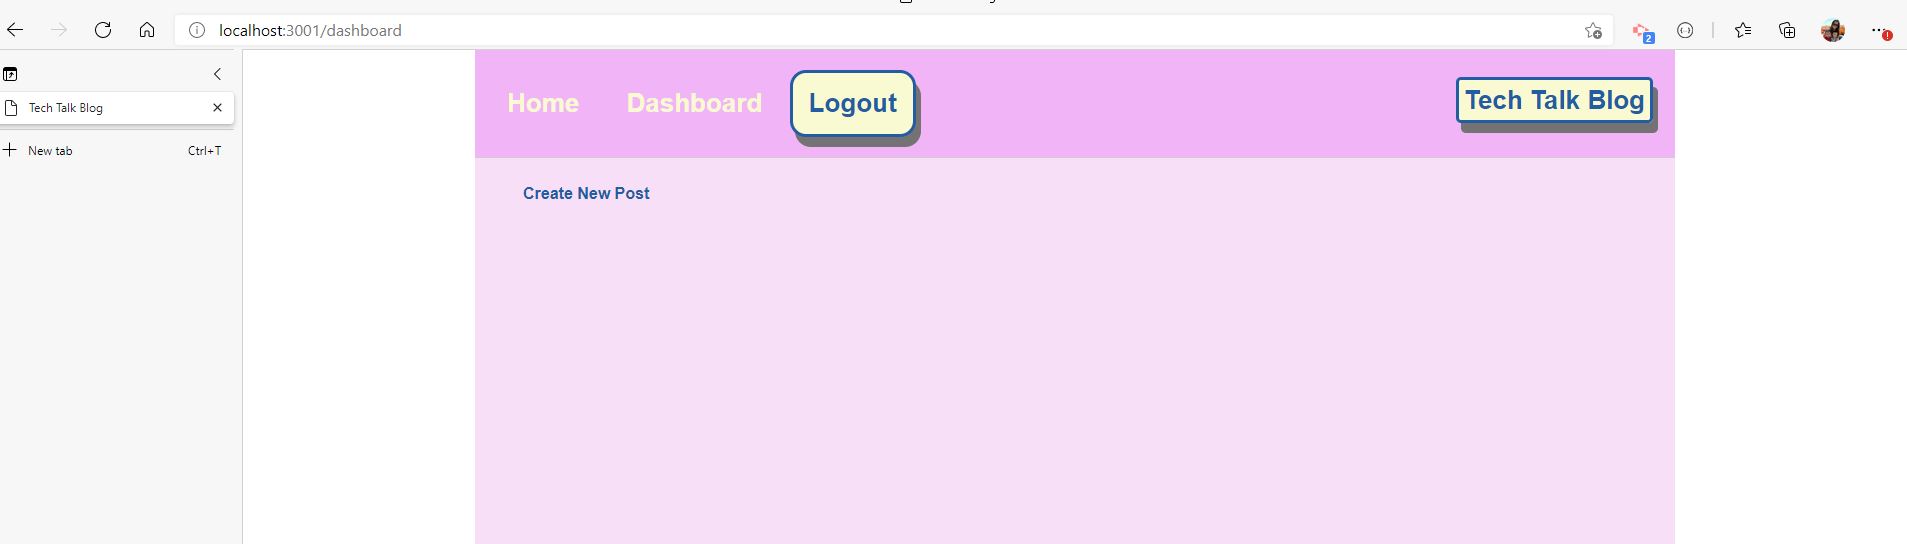 localhost:3001/dashboard
2
Tech Talk Blog
New tab Ctrl+T
Home Dashboard Logout Tech Talk Blog
Create New Post